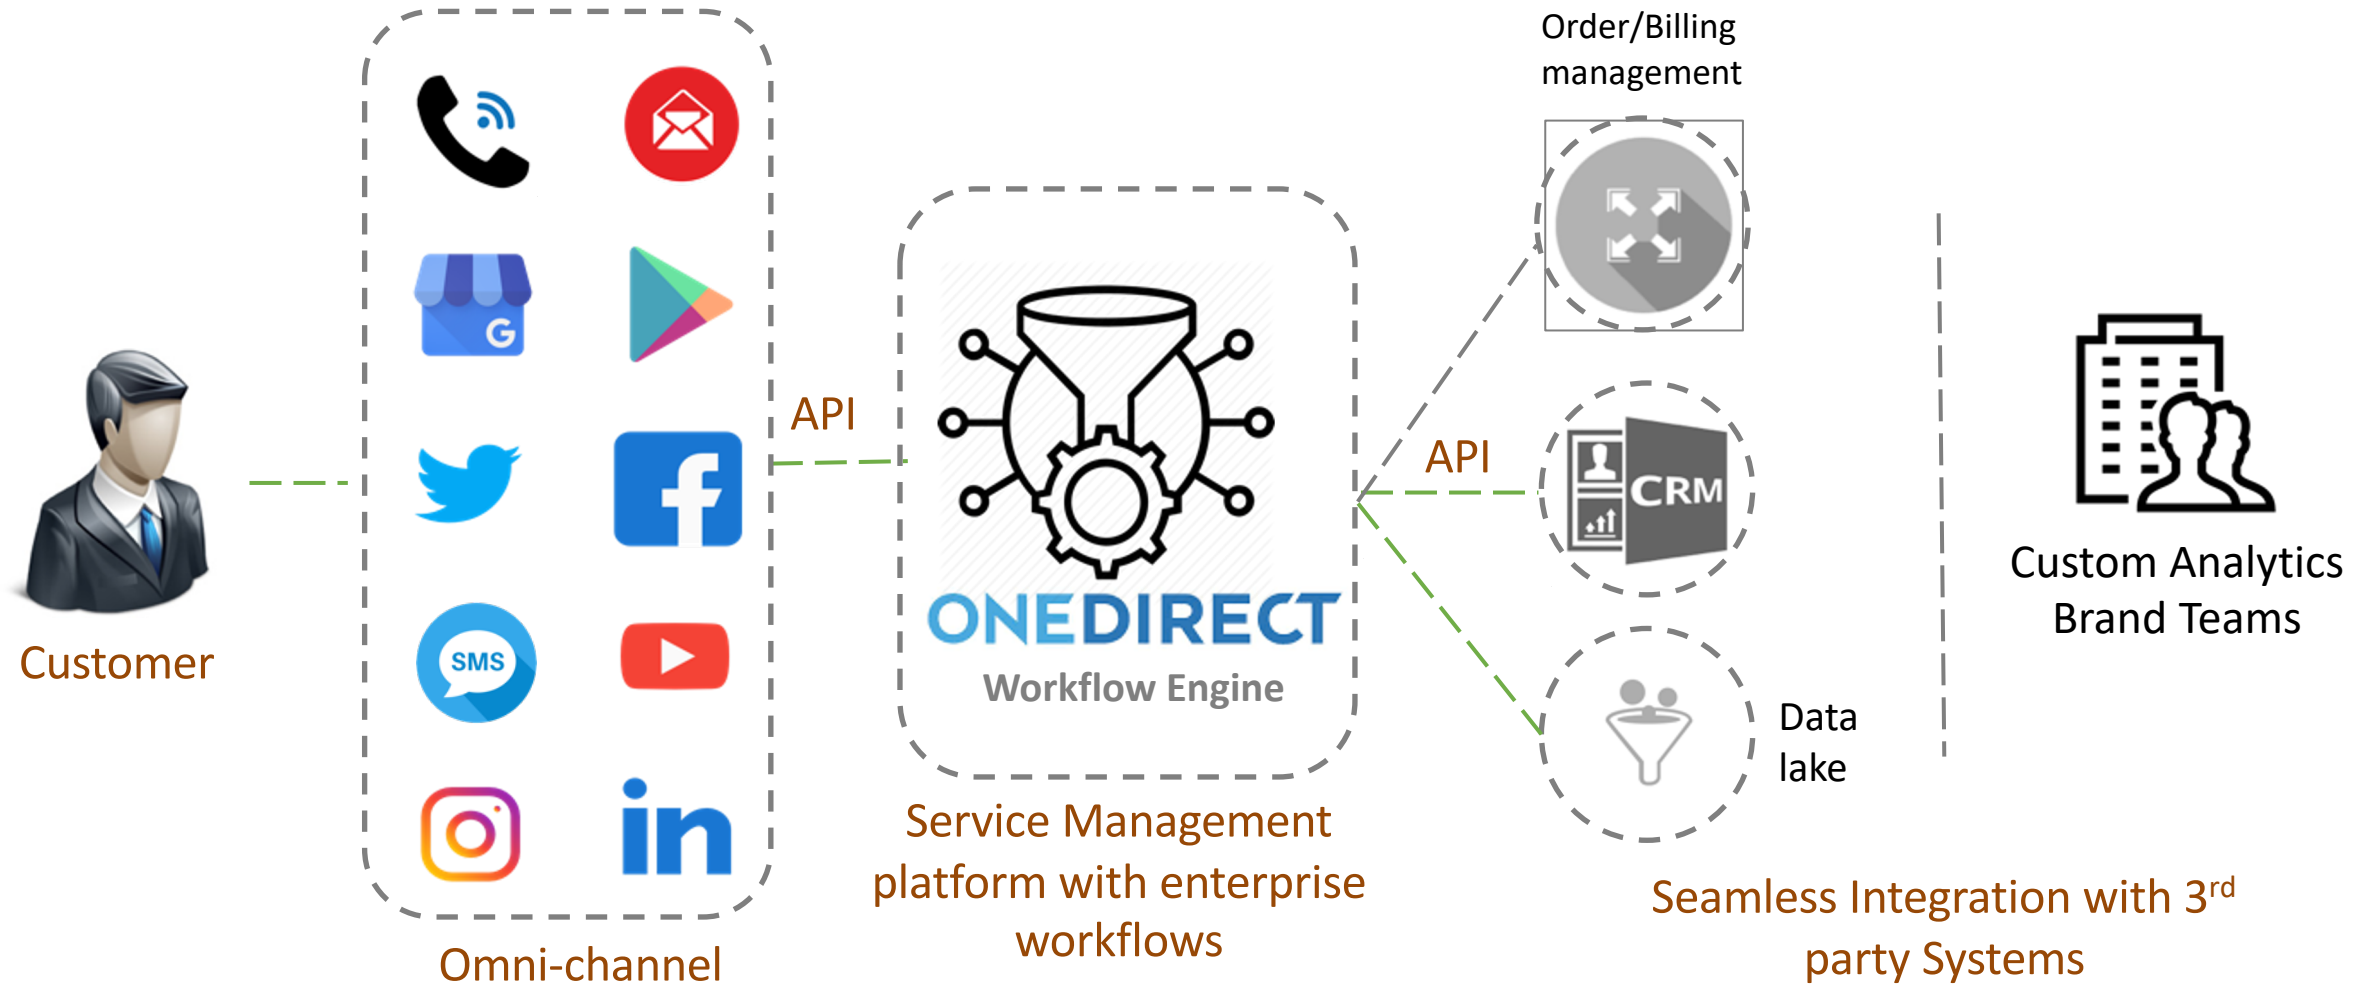 Order/Billing
management
G
API
API
CRM
SMS
ONEDIRECT
Workflow Engine
Customer
Custom Analytics
Brand Teams
Data
lake
in
Service Management
platform with enterprise
workflows
Omni-channel
Seamless Integration with 3rd
party Systems